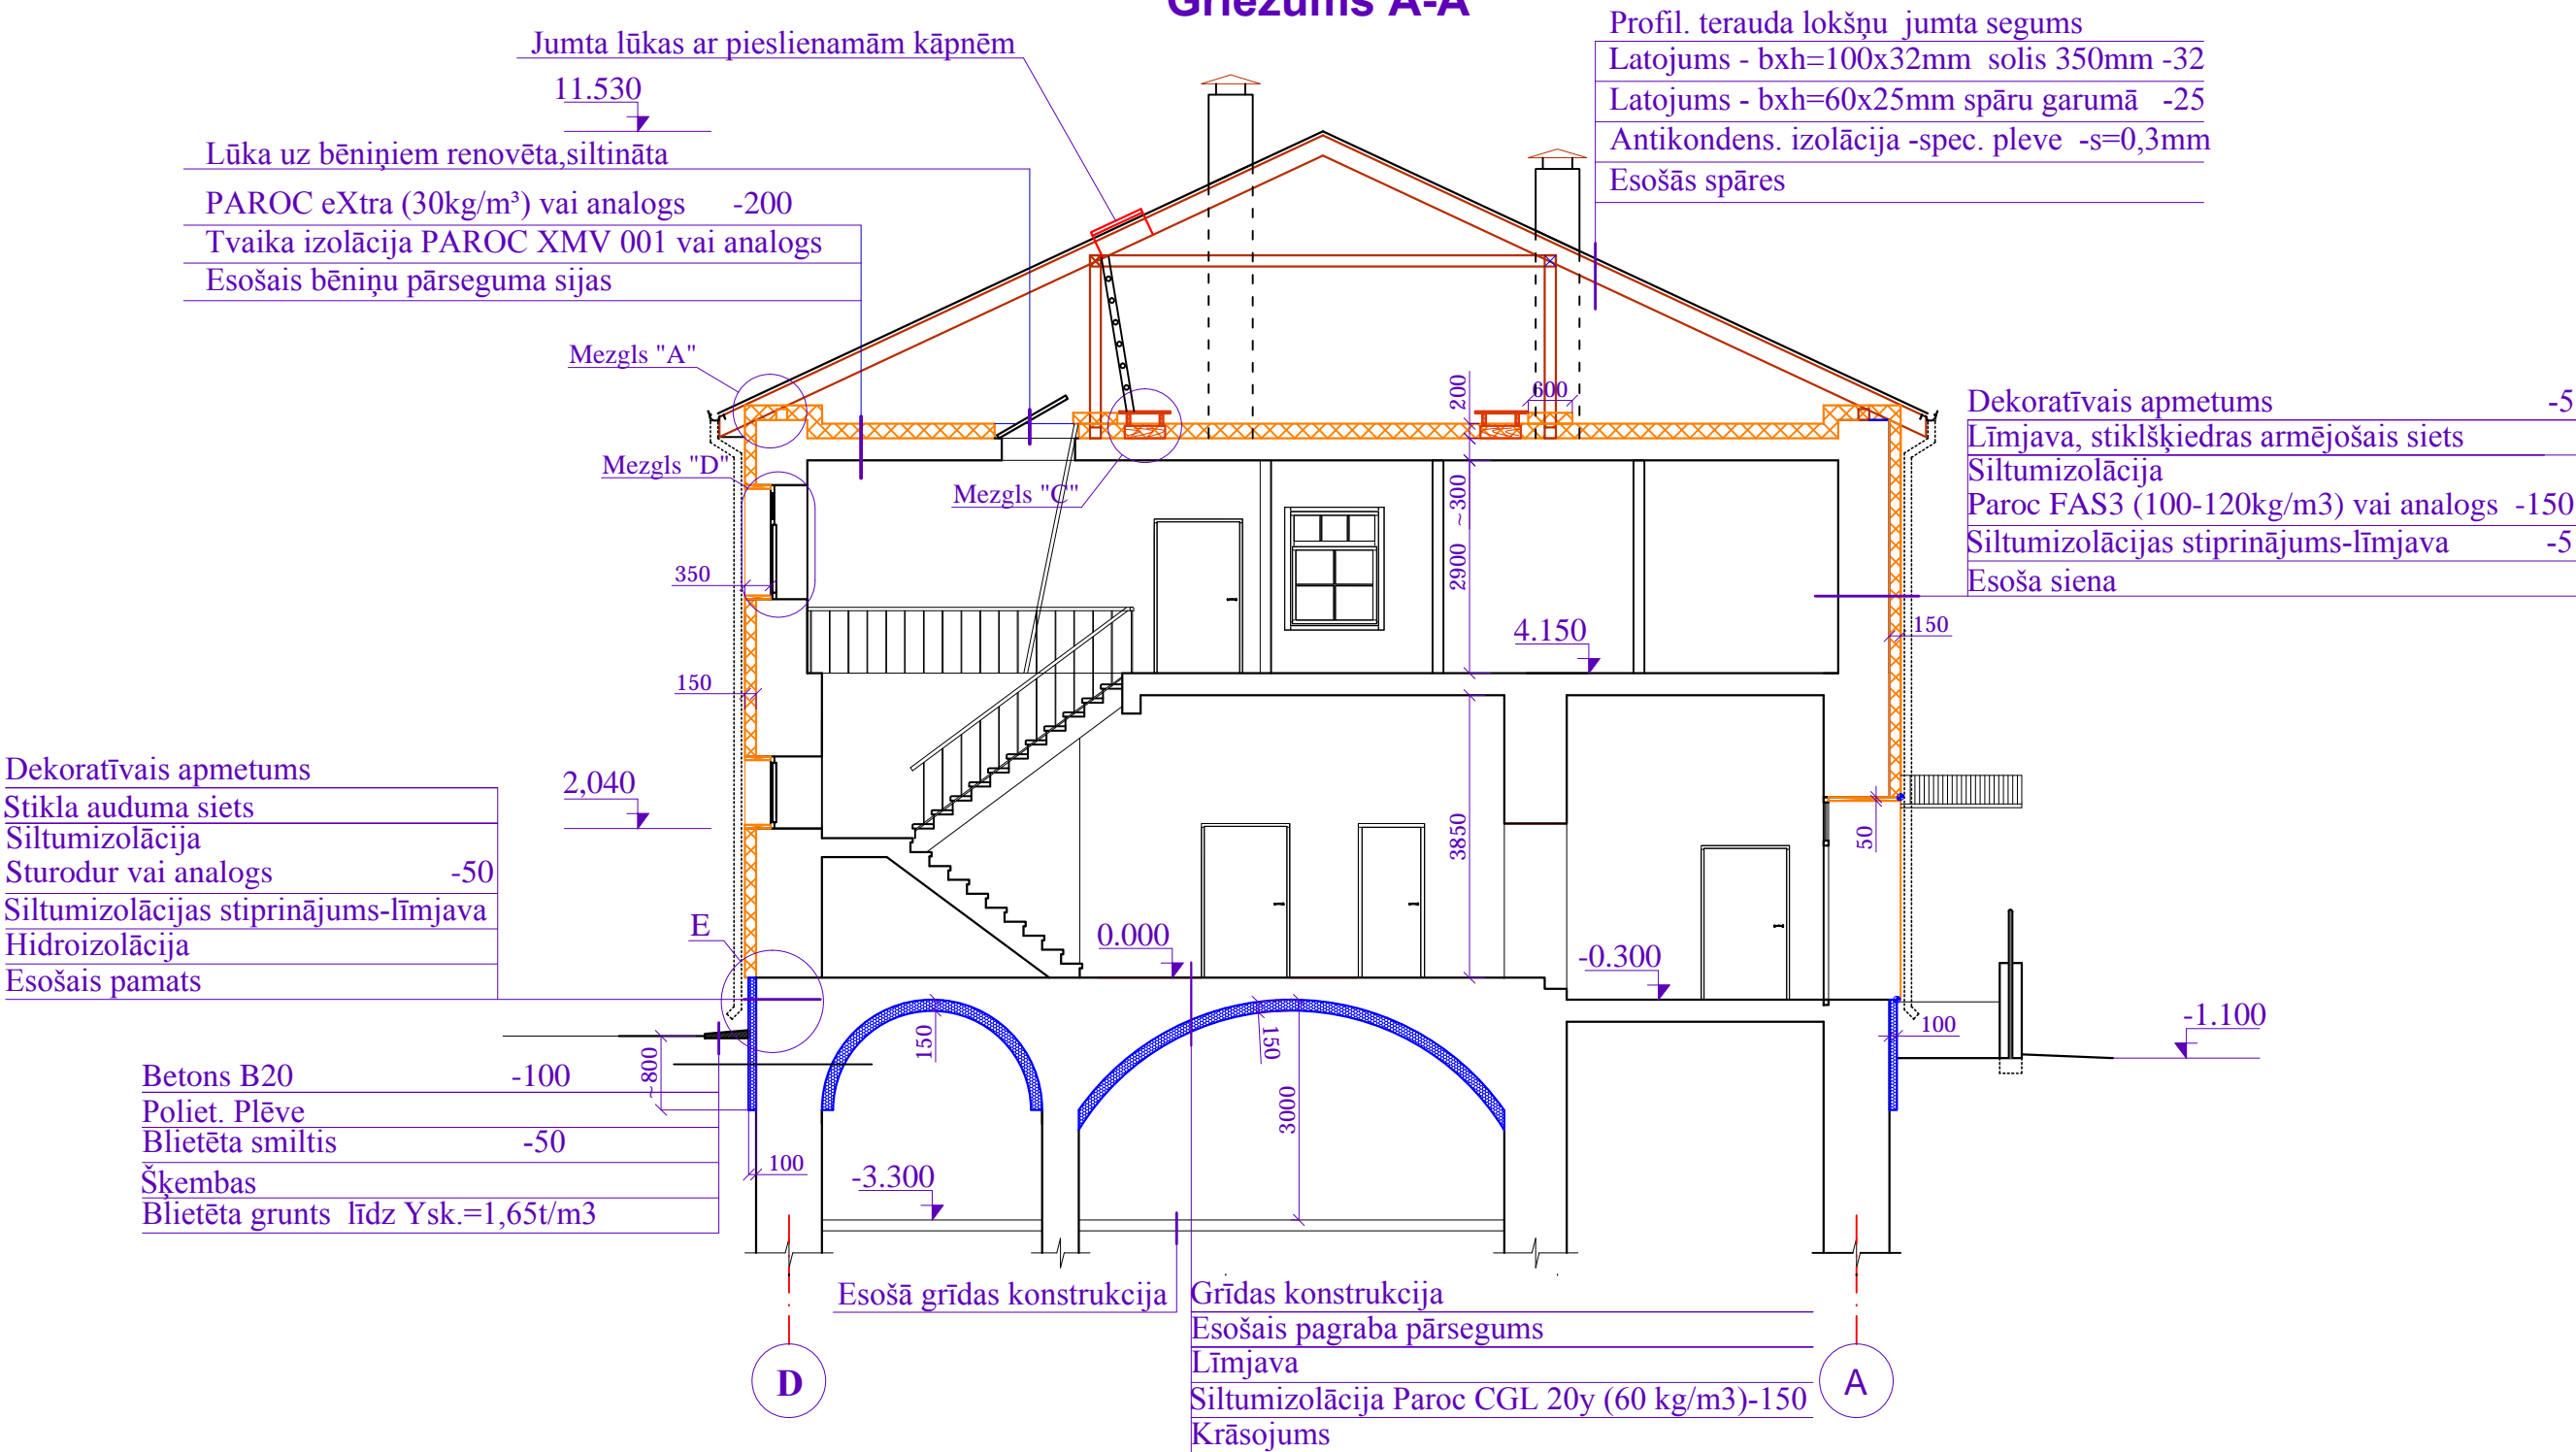 Griezums A-A
Jumta lūkas ar pieslienamām kāpnēm
11.530
Lūka uz bēniņiem renovēta,siltināta
PAROC eXtra (30kg/m³) vai analogs -200
Tvaika izolācija PAROC XMV 001 vai analogs
Esošais bēniņu pārseguma sijas
Profil. terauda lokšņu jumta segums
Latojums - bxh=100x32mm solis 350mm -32
Latojums - bxh=60x25mm spāru garumā -25
Antikondens. izolācija -spec. pleve -s=0,3mm
Esošās spāres
Mezgls "A"
Mezgls "D"
Mezgls "C"
200
600
~300
2900
350
150
4.150
150
Dekoratīvais apmetums -5
Līmjava, stiklšķiedras armējošais siets
Siltumizolācija
Paroc FAS3 (100-120kg/m3) vai analogs -150
Siltumizolācijas stiprinājums-līmjava -5
Esoša siena
Dekoratīvais apmetums
Stikla auduma siets
Siltumizolācija
Sturodur vai analogs -50
Siltumizolācijas stiprinājums-līmjava
Hidroizolācija
Esošais pamats
2,040
3850
50
E
0.000
-0.300
-1.100
100
~800
150
150
3000
100
-3.300
Betons B20 -100
Poliet. Plēve
Blietēta smiltis -50
Šķembas
Blietēta grunts līdz Ysk.=1,65t/m3
Esošā grīdas konstrukcija
Grīdas konstrukcija
Esošais pagraba pārsegums
Līmjava
Siltumizolācija Paroc CGL 20y (60 kg/m3)-150
Krāsojums
D
A